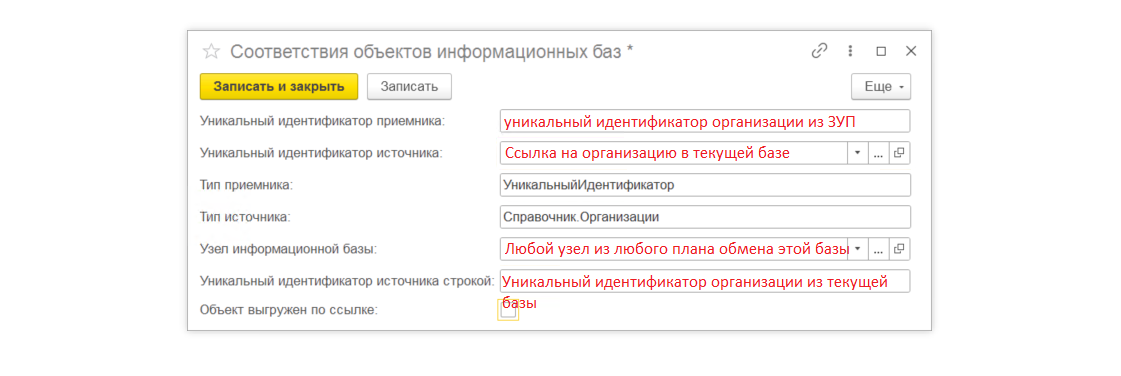 Соответствия объектов информационных баз *
Записать и закрыть Записать Еще
Уникальный идентификатор приемника: уникальный идентификатор организации из ЗУП
Уникальный идентификатор источника: Ссылка на организацию в текущей базе ...
Тип приемника: УникальныйИдентификатор
Тип источника: Справочник.Организации
Узел информационной базы: Любой узел из любого плана обмена этой базы ...
Уникальный идентификатор источника строкой: Уникальный идентификатор организации из текущей
базы
Объект выгружен по ссылке: